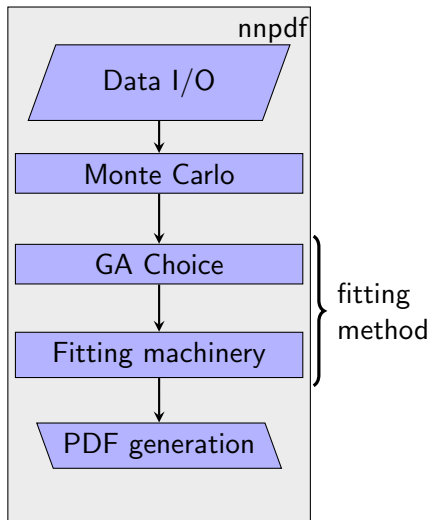 nnpdf
Data I/O
Monte Carlo
GA Choice
fitting
method
Fitting machinery
PDF generation